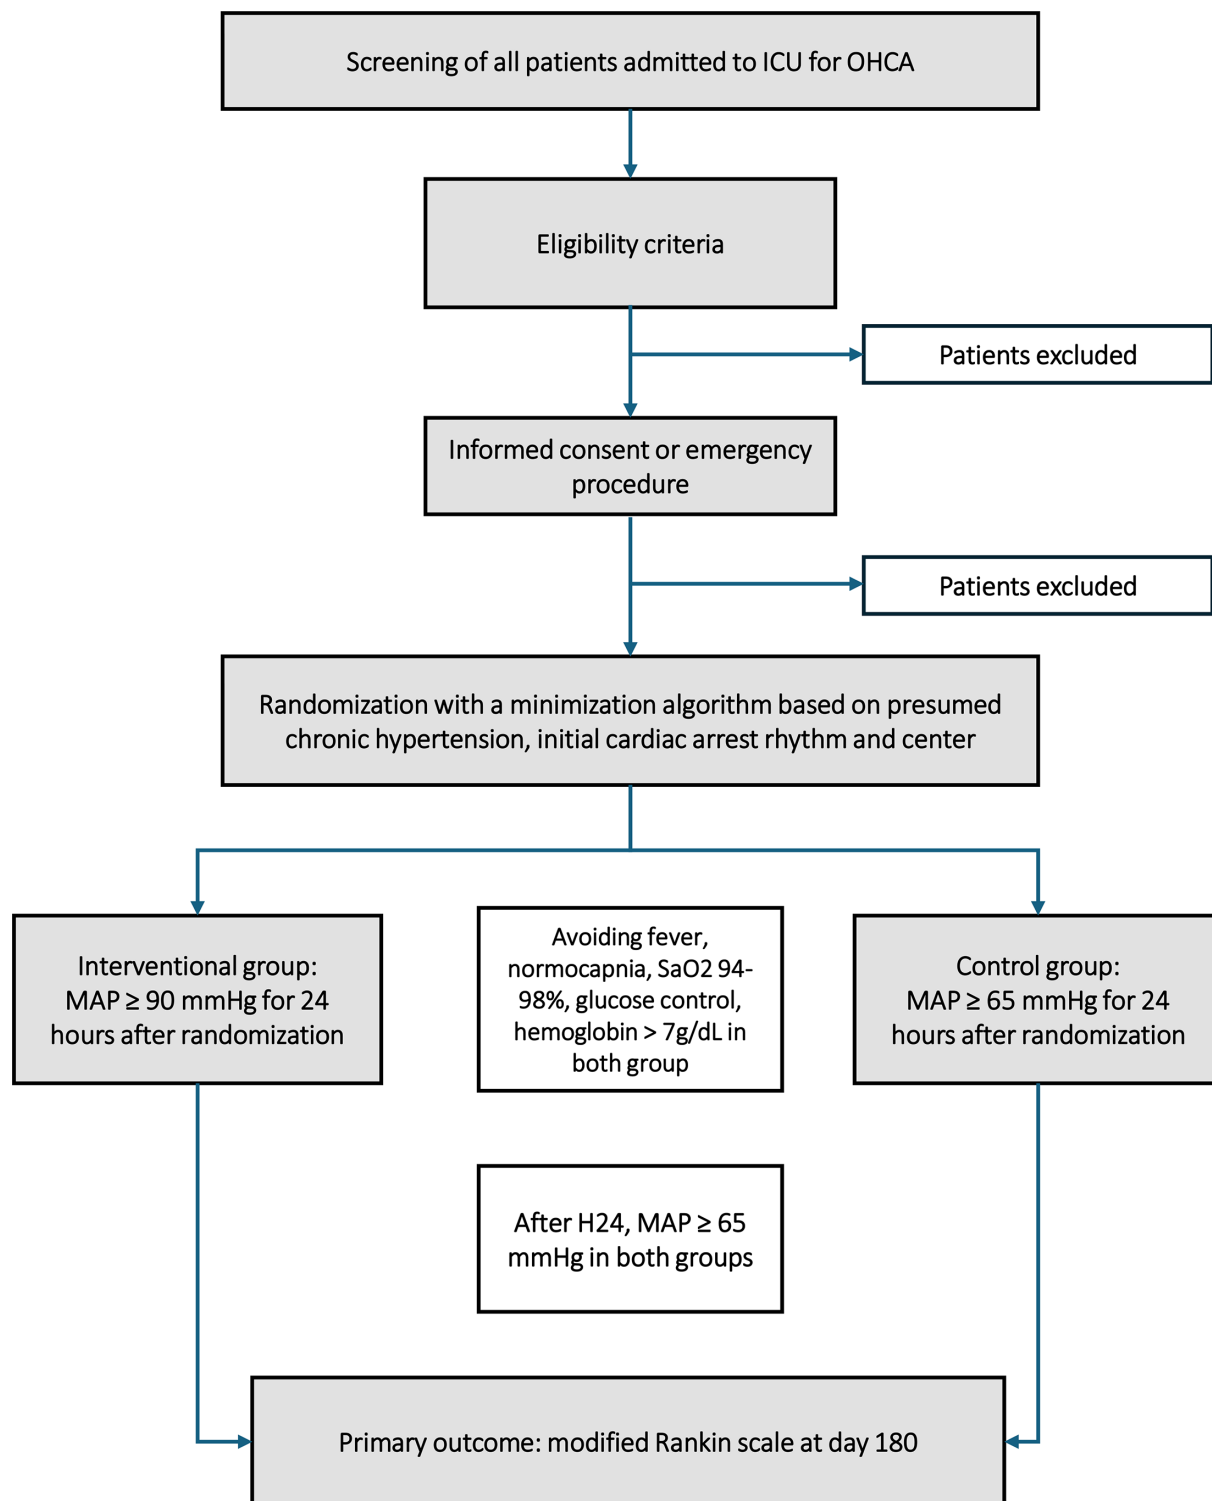 Screening of all patients admitted to ICU for OHCA
Eligibility criteria
Patients excluded
Informed consent or emergency
procedure
Patients excluded
Randomization with a minimization algorithm based on presumed
chronic hypertension, initial cardiac arrest rhythm and center
Interventional group:
MAP ≥ 90 mmHg for 24
hours after randomization
Avoiding fever,
normocapnia, SaO2 94-
98%, glucose control,
hemoglobin > 7g/dL in
both group
Control group:
MAP ≥ 65 mmHg for 24
hours after randomization
After H24, MAP ≥ 65
mmHg in both groups
Primary outcome: modified Rankin scale at day 180